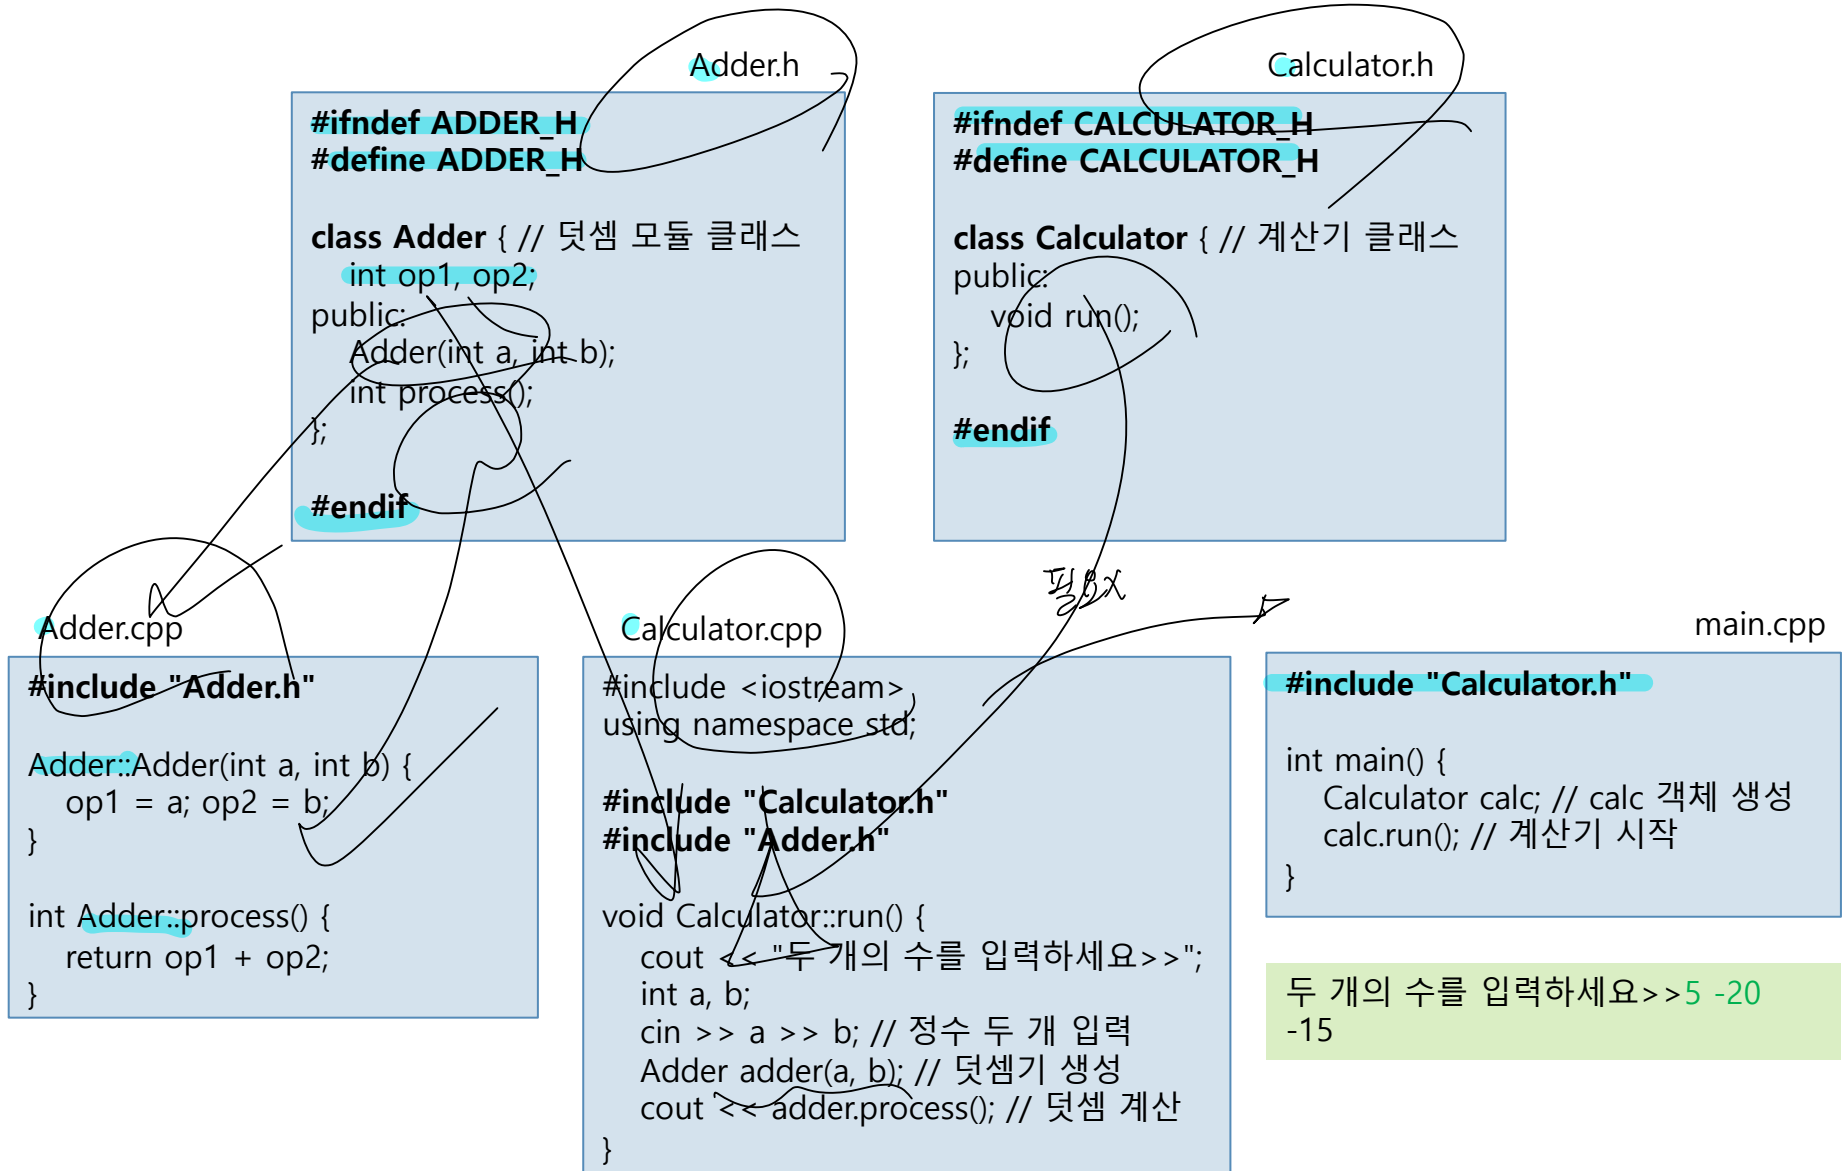 Adder.h
#ifndef ADDER_H
#define ADDER_H
class Adder { // 덧셈 모듈 클래스
int op1, op2;
public:
Adder(int a, int b);
int process();
};
#endif
Calculator.h
#ifndef CALCULATOR_H
#define CALCULATOR_H
class Calculator { // 계산기 클래스
public:
void run();
};
#endif
필요X
Adder.cpp
#include "Adder.h"
Adder::Adder(int a, int b) {
op1 = a; op2 = b;
}
int Adder::process() {
return op1 + op2;
}
Calculator.cpp
#include <iostream>
using namespace std;
#include "Calculator.h"
#include "Adder.h"
void Calculator::run() {
cout << "두 개의 수를 입력하세요>>";
int a, b;
cin >> a >> b; // 정수 두 개 입력
Adder adder(a, b); // 덧셈기 생성
cout << adder.process(); // 덧셈 계산
}
main.cpp
#include "Calculator.h"
int main() {
Calculator calc; // calc 객체 생성
calc.run(); // 계산기 시작
}
두 개의 수를 입력하세요>>5 -20
-15